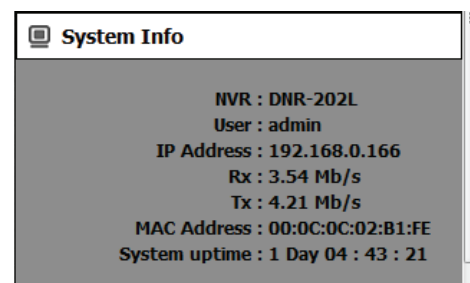 System Info
NVR : DNR-202L
User : admin
IP Address : 192.168.0.166
Rx : 3.54 Mb/s
Tx : 4.21 Mb/s
MAC Address : 00:0C:0C:02:B1:FE
System uptime : 1 Day 04 : 43 : 21